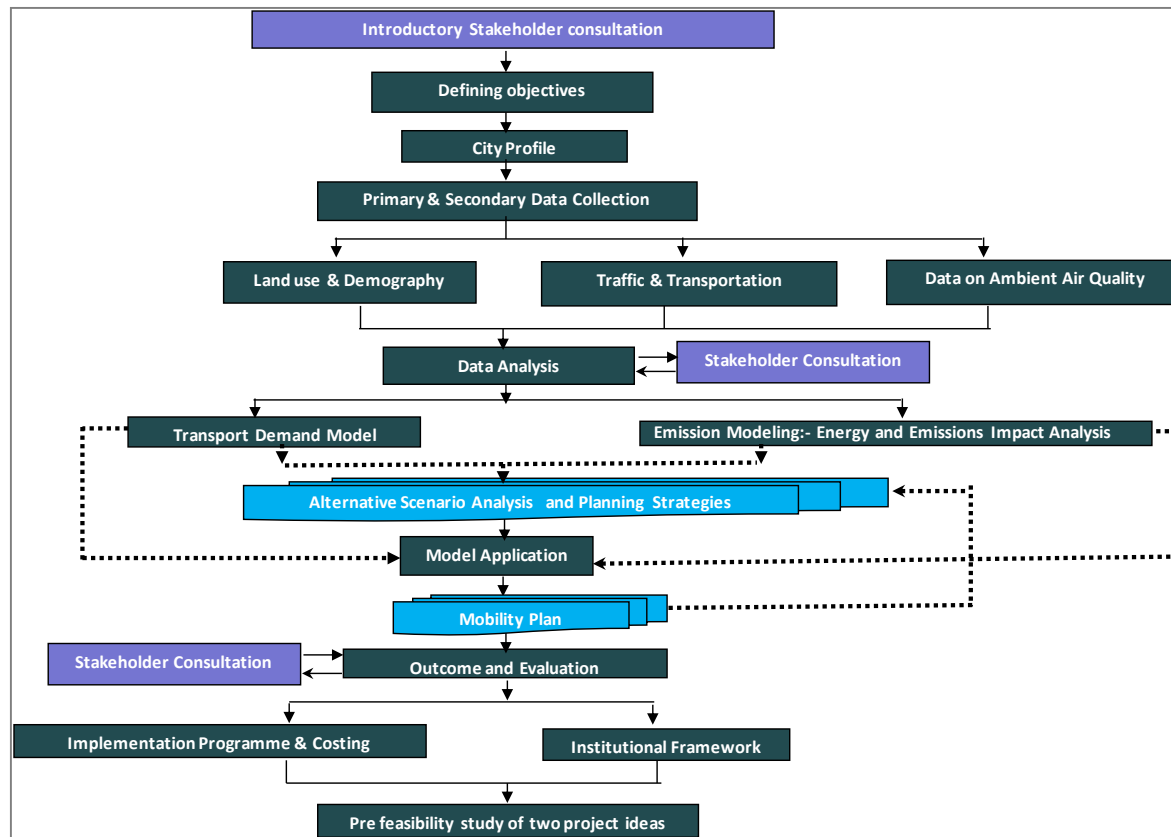 Introductory Stakeholder consultation
Defining objectives
City Profile
Primary & Secondary Data Collection
Land use & Demography
Traffic & Transportation
Data on Ambient Air Quality
Data Analysis
Stakeholder Consultation
Transport Demand Model
Emission Modeling:- Energy and Emissions Impact Analysis
Alternative Scenario Analysis and Planning Strategies
Model Application
Mobility Plan
Stakeholder Consultation
Outcome and Evaluation
Implementation Programme & Costing
Institutional Framework
Pre feasibility study of two project ideas